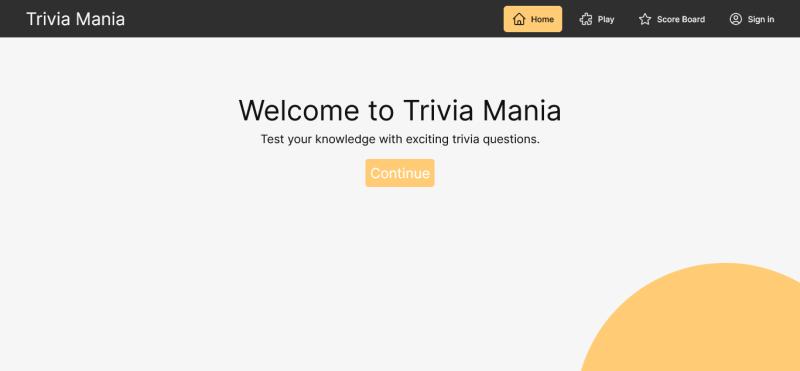 Trivia Mania
Home
Play
Score Board
Sign in
Welcome to Trivia Mania
Test your knowledge with exciting trivia questions.
Continue